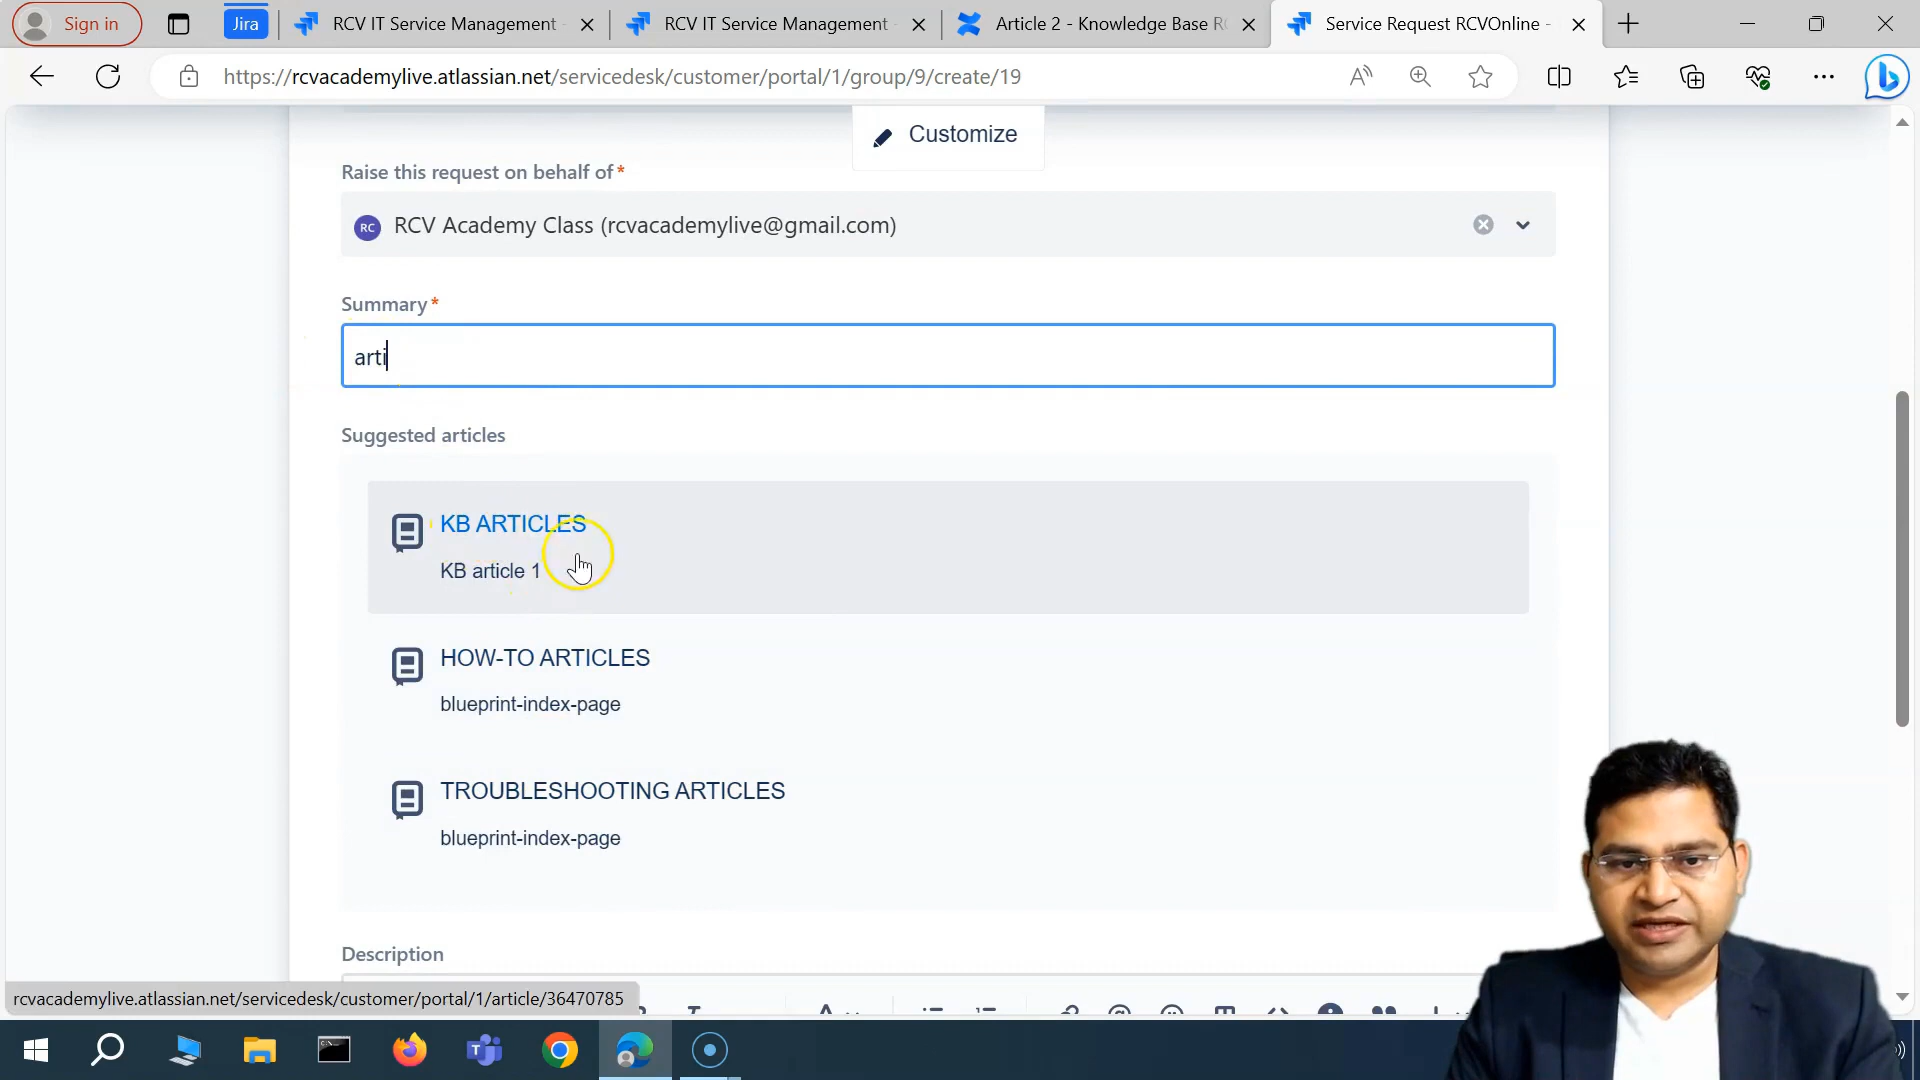 Sign in
Jira
RCV IT Service Management -
RCV IT Service Management -
Article 2 - Knowledge Base RC
Service Request RCVOnline -
https://rcvacademylive.atlassian.net/servicedesk/customer/portal/1/group/9/create/19
Customize
Raise this request on behalf of*
RC RCV Academy Class (rcvacademylive@gmail.com)
Summary*
arti
Suggested articles
KB ARTICLES
KB article 1
HOW-TO ARTICLES
blueprint-index-page
TROUBLESHOOTING ARTICLES
blueprint-index-page
Description
rcvacademylive.atlassian.net/servicedesk/customer/portal/1/article/36470785